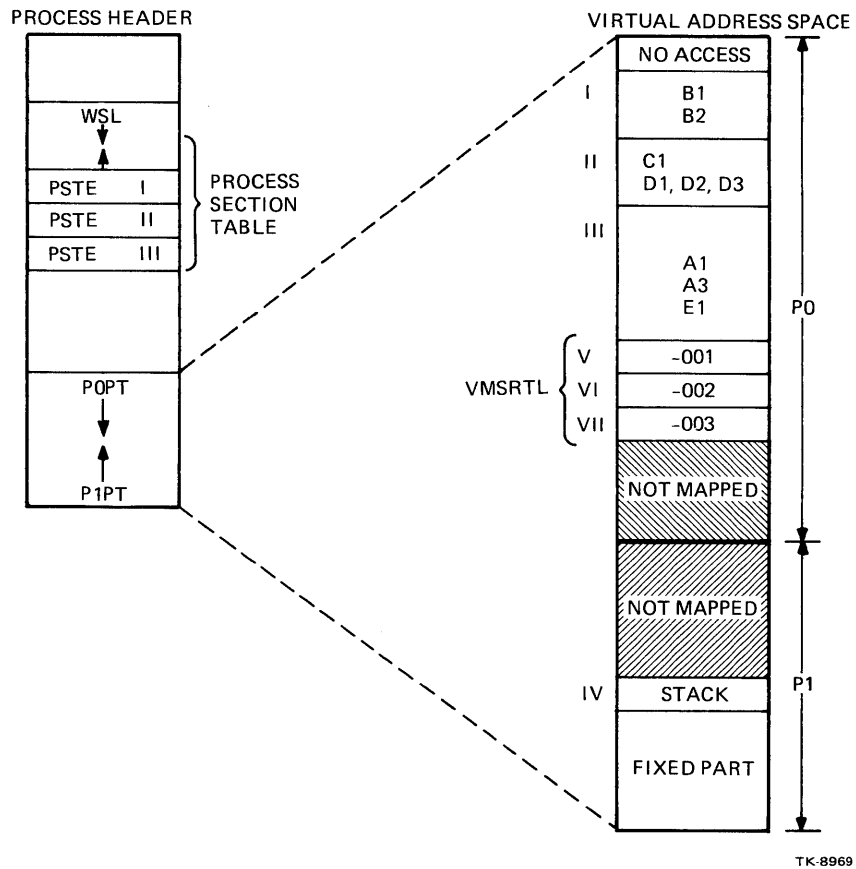 PROCESS HEADER
WSL
PSTE I
PSTE II
PSTE III
PROCESS
SECTION
TABLE
P0PT
P1PT
VIRTUAL ADDRESS SPACE
NO ACCESS
I
B1
B2
II
C1
D1, D2, D3
III
A1
A3
E1
P0
VMSRTL
V
-001
VI
-002
VII
-003
NOT MAPPED
NOT MAPPED
P1
IV
STACK
FIXED PART
TK-8969